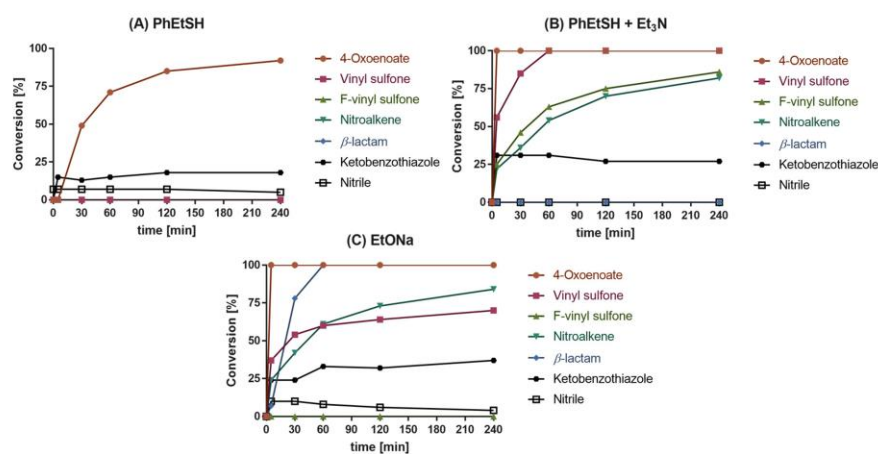 (A) PhEtSH
Conversion [%]
100
75
50
25
0
0 30 60 90 120 150 180 210 240
time [min]
4-Oxoenoate
Vinyl sulfone
F-vinyl sulfone
Nitroalkene
β-lactam
Ketobenzothiazole
Nitrile
(B) PhEtSH + Et₃N
Conversion [%]
100
75
50
25
0
0 30 60 90 120 150 180 210 240
time [min]
4-Oxoenoate
Vinyl sulfone
F-vinyl sulfone
Nitroalkene
β-lactam
Ketobenzothiazole
Nitrile
(C) EtONa
Conversion [%]
100
75
50
25
0
0 30 60 90 120 150 180 210 240
time [min]
4-Oxoenoate
Vinyl sulfone
F-vinyl sulfone
Nitroalkene
β-lactam
Ketobenzothiazole
Nitrile